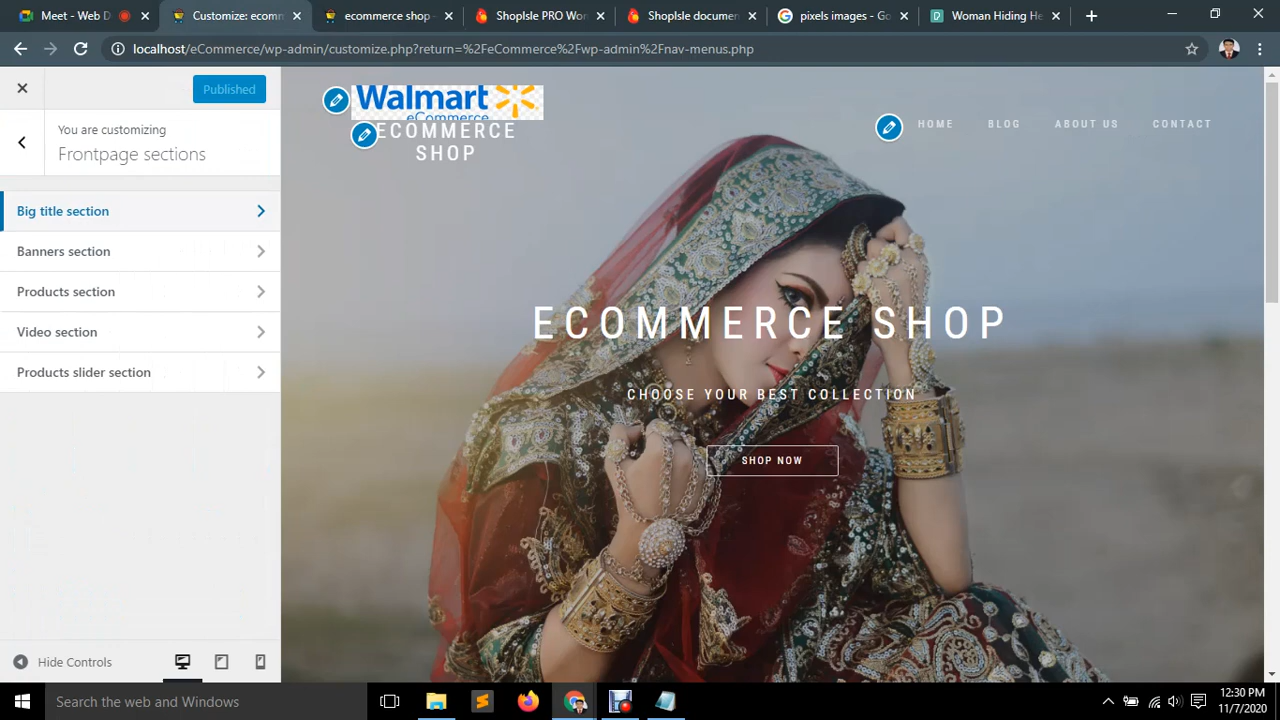 Meet - Web D
Customize: ecomm
ecommerce shop -
ShopIsle PRO Wor
ShopIsle documen
pixels images - Go
Woman Hiding He
localhost/eCommerce/wp-admin/customize.php?return=%2FeCommerce%2Fwp-admin%2Fnav-menus.php
Published
You are customizing
Frontpage sections
Big title section
Banners section
Products section
Video section
Products slider section
Hide Controls
Walmart
eCommerce
ECOMMERCE
SHOP
HOME
BLOG
ABOUT US
CONTACT
ECOMMERCE SHOP
CHOOSE YOUR BEST COLLECTION
SHOP NOW
Search the web and Windows
12:30 PM
11/7/2020